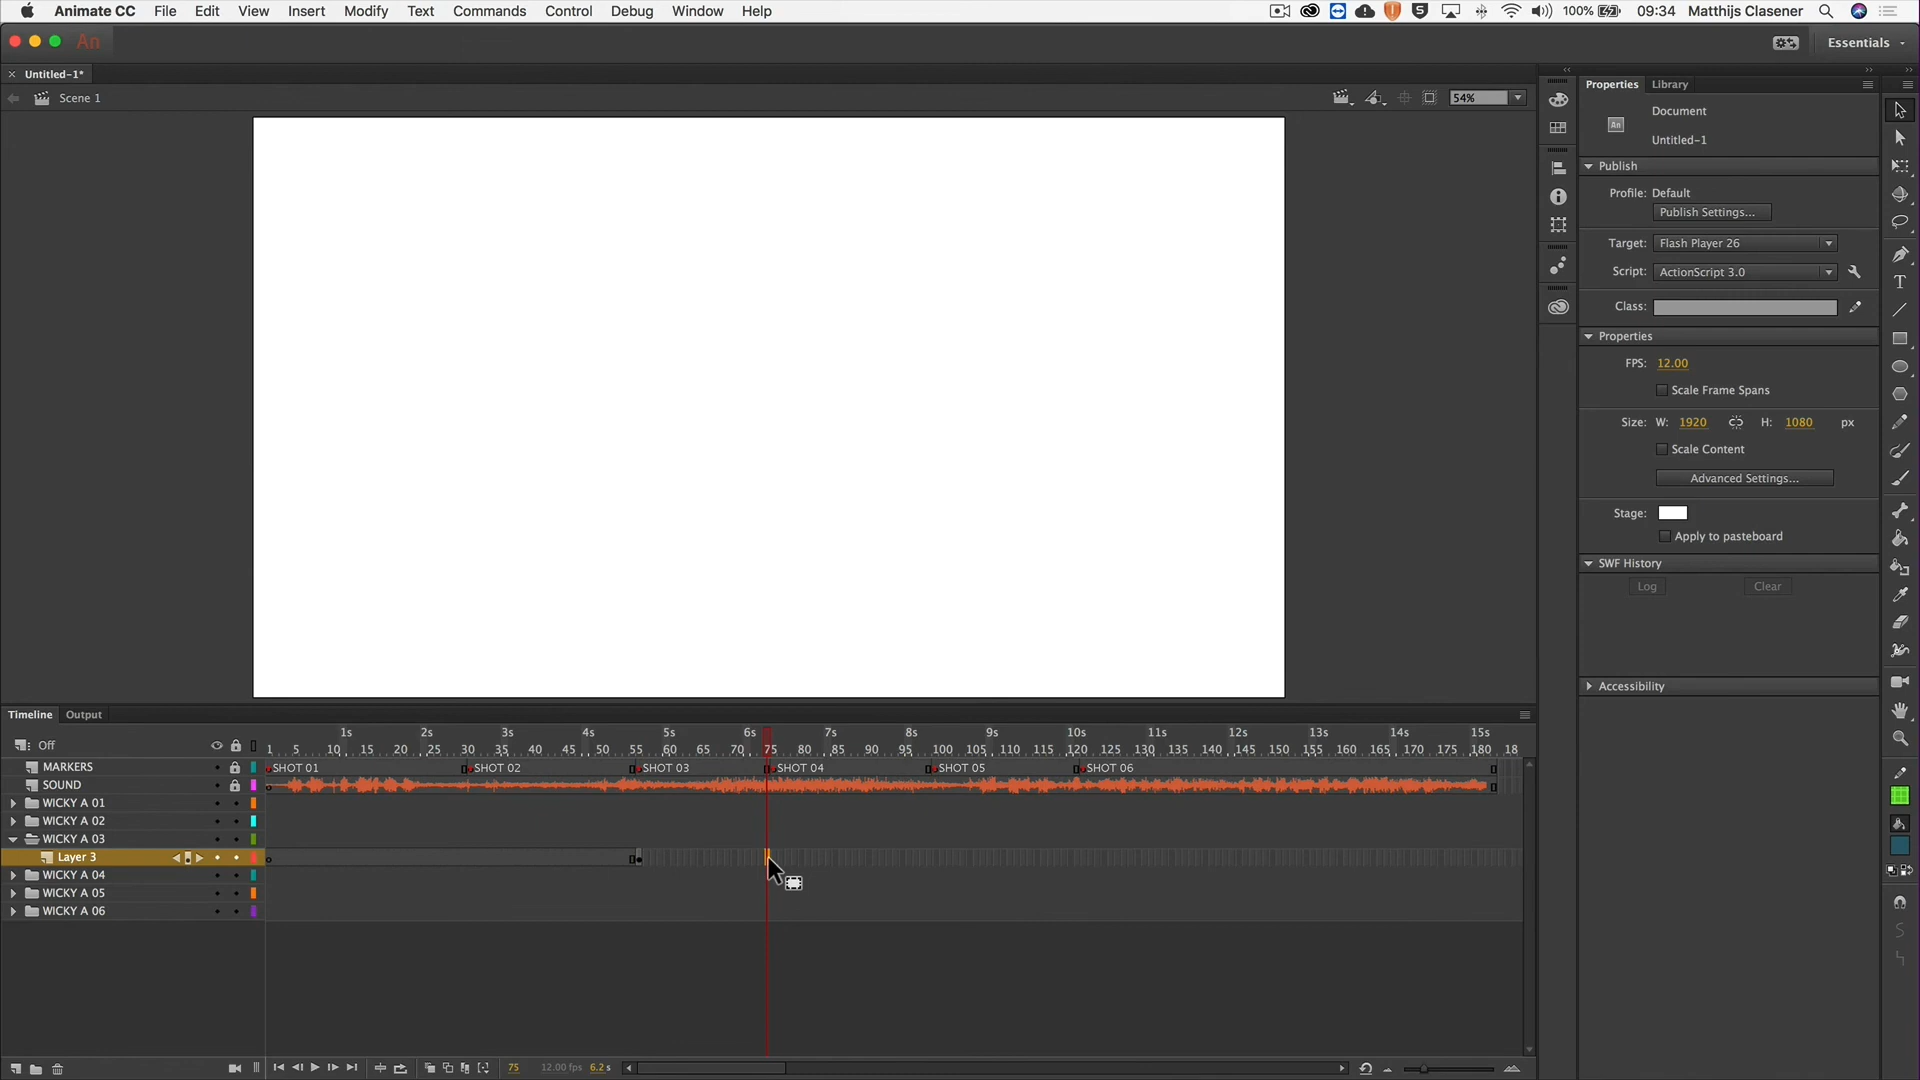 Animate CC File Edit View Insert Modify Text Commands Control Debug Window Help 100% 09:34 Matthijs Clasener
An Essentials
× Untitled-1*
Scene 1 54%
Properties Library
Document
An
Untitled-1
Publish
Profile: Default
Publish Settings...
Target: Flash Player 26
Script: ActionScript 3.0
Class:
Properties
FPS: 12.00
Scale Frame Spans
Size: W: 1920 H: 1080 px
Scale Content
Advanced Settings...
Stage:
Apply to pasteboard
SWF History
Log Clear
Accessibility
Timeline Output
1s 2s 3s 4s 5s 6s 7s 8s 9s 10s 11s 12s 13s 14s 15s
Off 1 5 10 15 20 25 30 35 40 45 50 55 60 65 70 75 80 85 90 95 100 105 110 115 120 125 130 135 140 145 150 155 160 165 170 175 180 18
MARKERS SHOT 01 SHOT 02 SHOT 03 SHOT 04 SHOT 05 SHOT 06
SOUND
WICKY A 01
WICKY A 02
WICKY A 03
Layer 3
WICKY A 04
WICKY A 05
WICKY A 06
75 12.00 fps 6.2 s